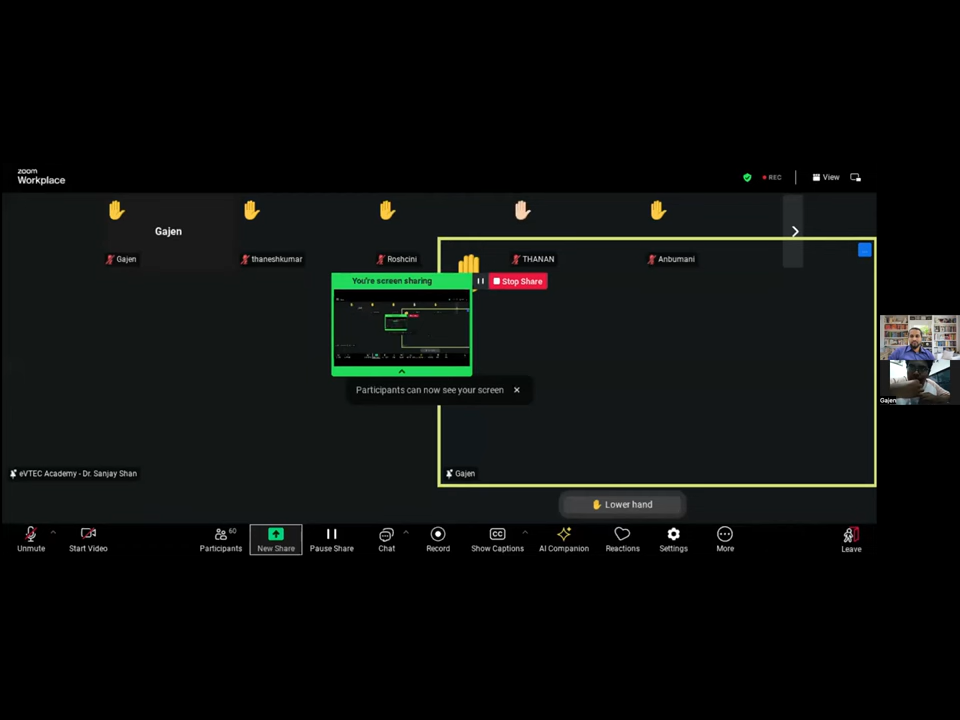 zoom
Workplace
REC
View
Gajen
Gajen
thaneshkumar
Roshcini
THANAN
Anbumani
You're screen sharing
Stop Share
Participants can now see your screen
eVTEC Academy - Dr. Sanjay Shan
Gajen
Gajen
Lower hand
60
Unmute
Start Video
Participants
New Share
Pause Share
Chat
Record
CC
Show Captions
AI Companion
Reactions
Settings
More
Leave